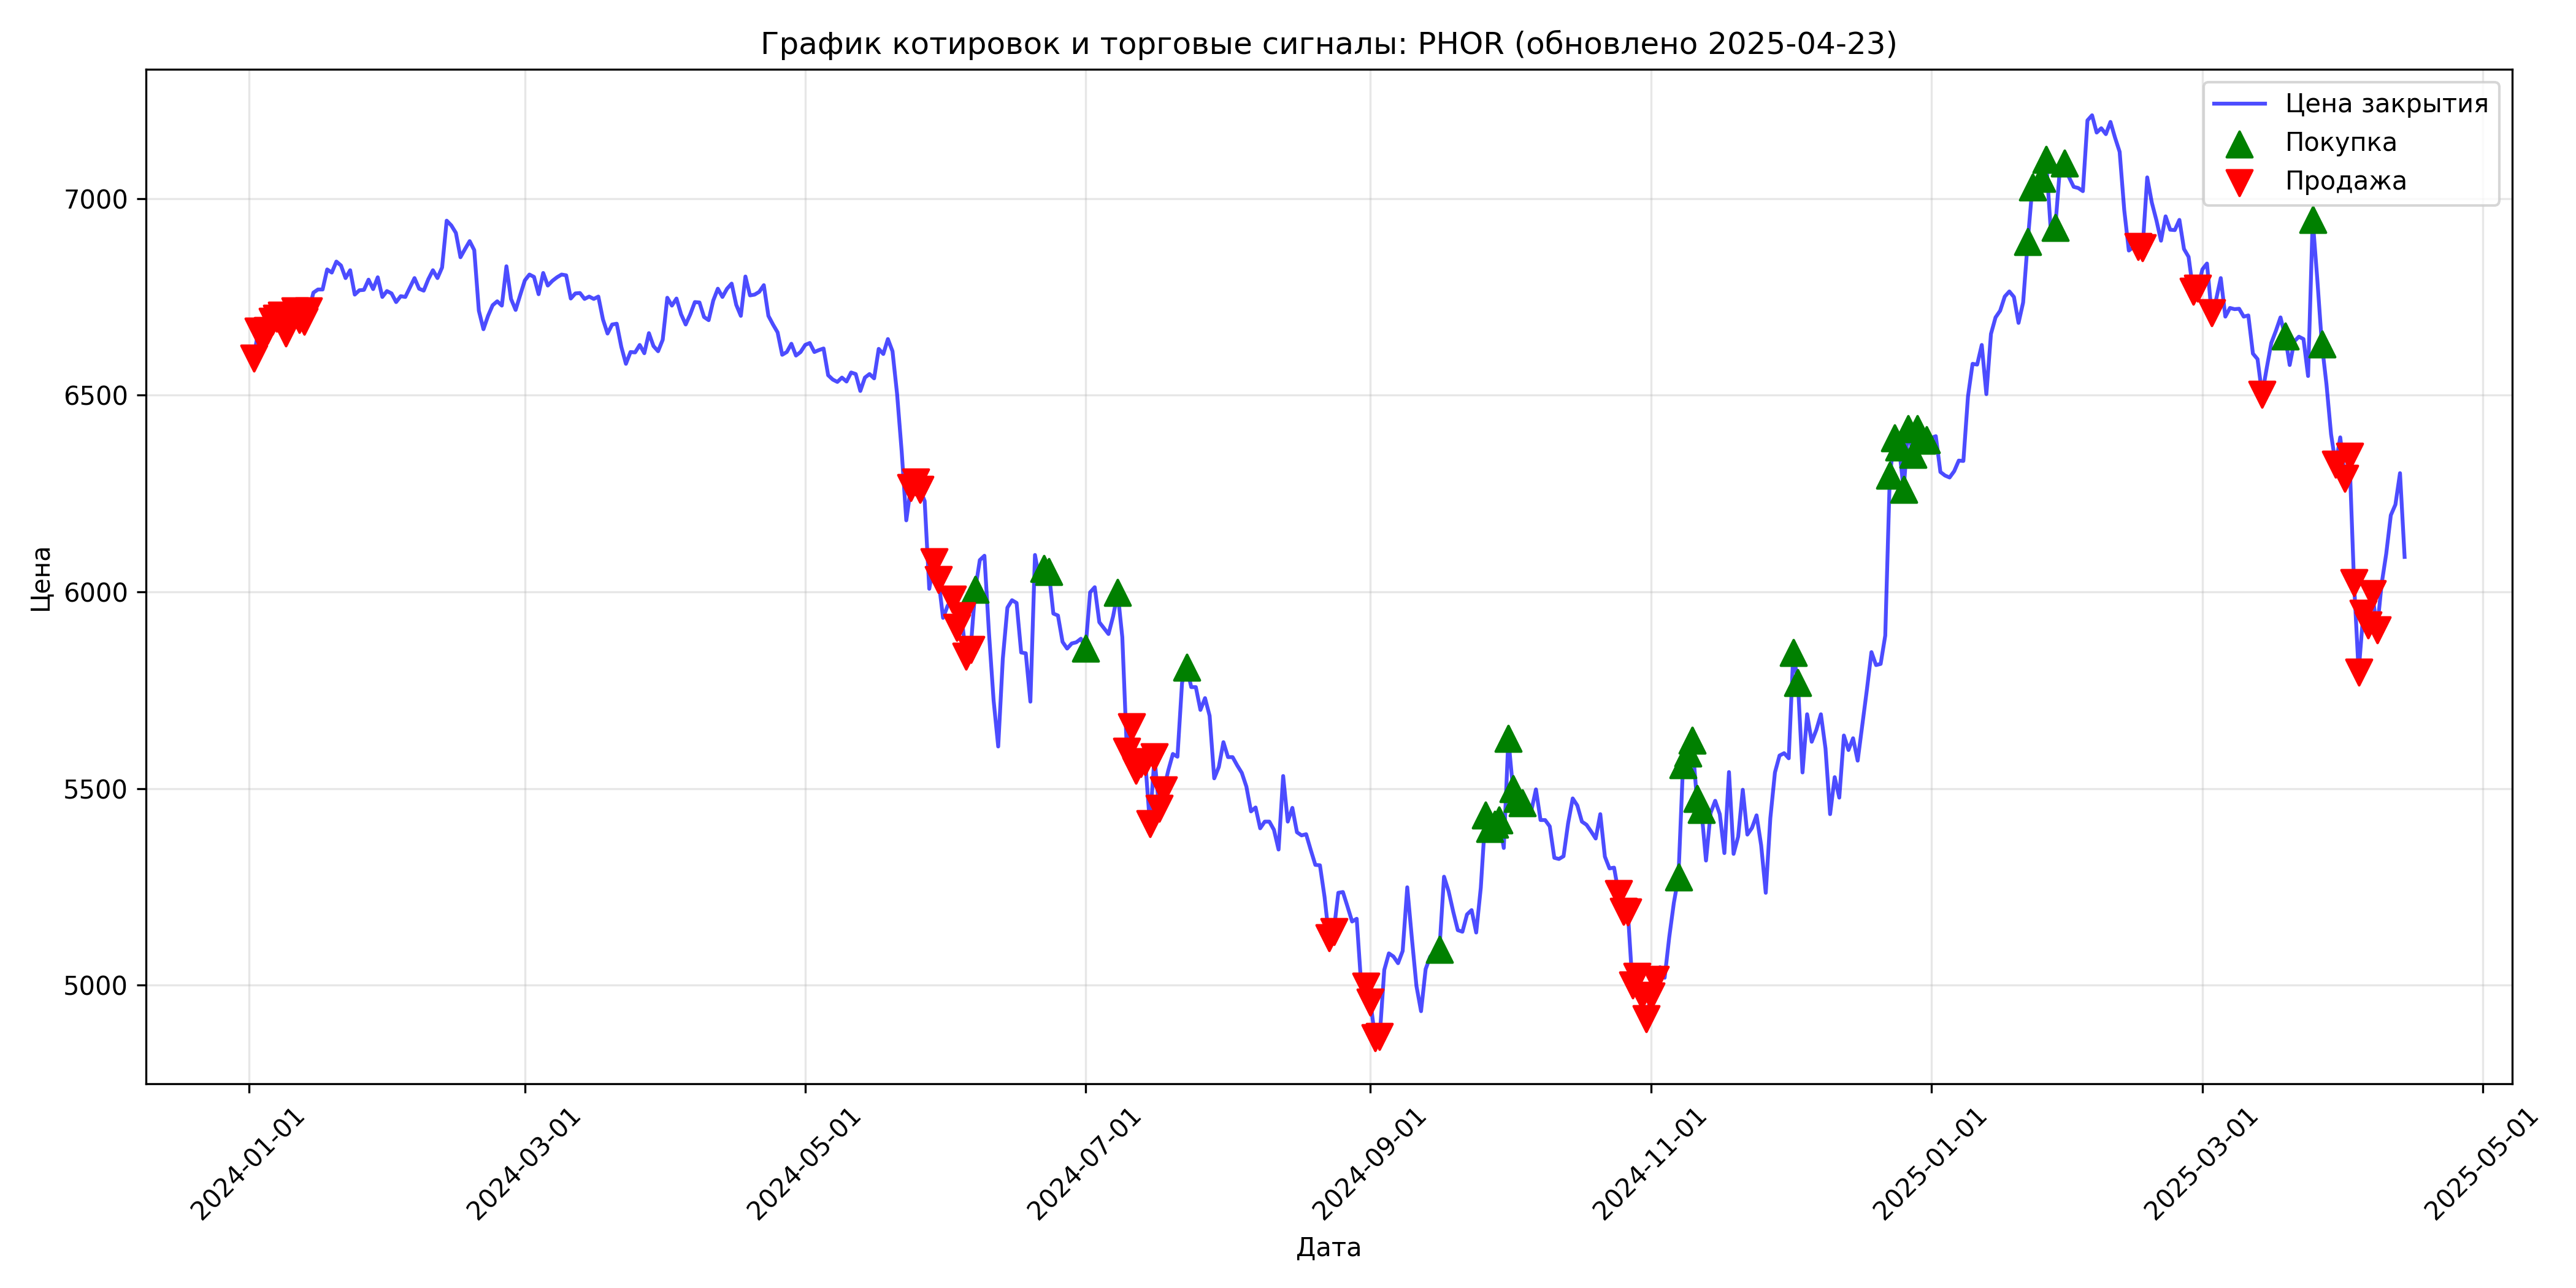 График котировок и торговые сигналы: PHOR (обновлено 2025-04-23)
Цена закрытия
Покупка
Продажа
Цена
7000
6500
6000
5500
5000
2024-01-01
2024-03-01
2024-05-01
2024-07-01
2024-09-01
2024-11-01
2025-01-01
2025-03-01
2025-05-01
Дата